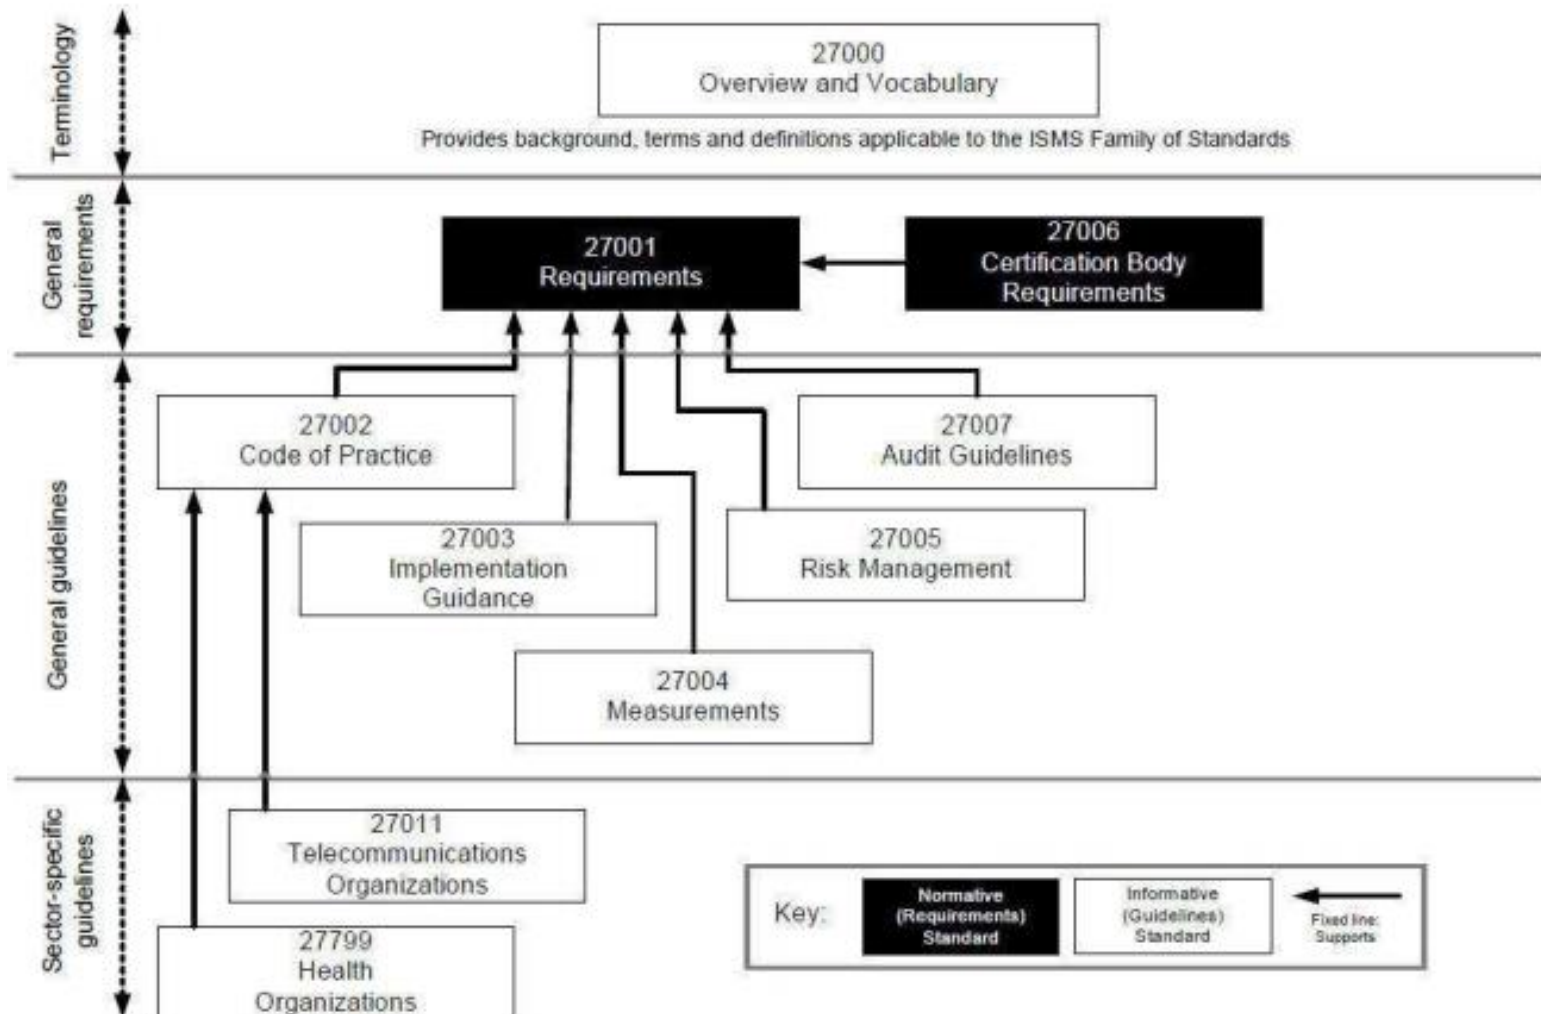 Terminology
27000
Overview and Vocabulary
Provides background, terms and definitions applicable to the ISMS Family of Standards
General
requirements
27001
Requirements
27006
Certification Body
Requirements
General guidelines
27002
Code of Practice
27007
Audit Guidelines
27003
Implementation
Guidance
27005
Risk Management
27004
Measurements
Sector-specific
guidelines
27011
Telecommunications
Organizations
27799
Health
Organizations
Key:
Normative
(Requirements)
Standard
Informative
(Guidelines)
Standard
Fixed line:
Supports